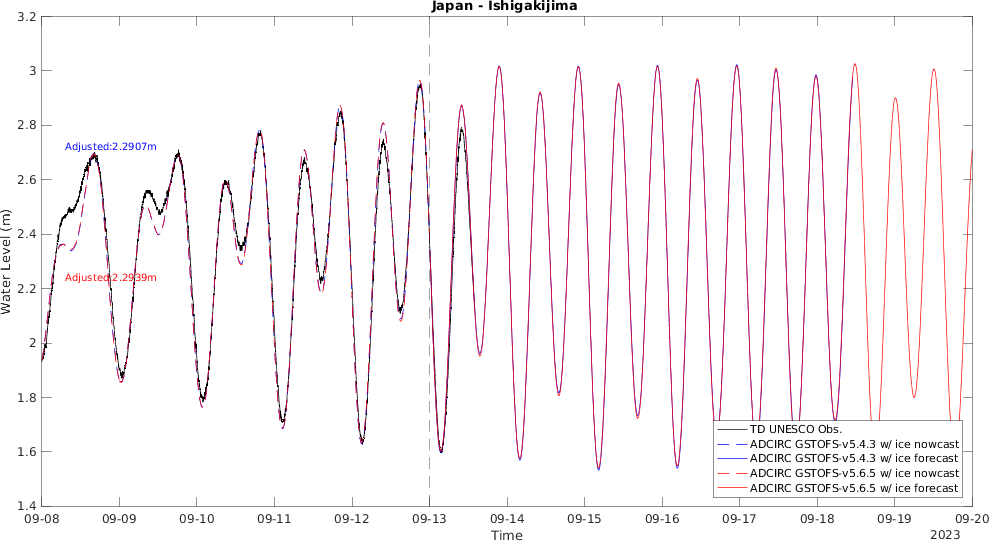 Japan - Ishigakijima
3.2
3
2.8
2.6
2.4
2.2
2
1.8
1.6
1.4
Water Level (m)
Adjusted:2.2907m
Adjusted:2.2939m
TD UNESCO Obs.
ADCIRC GSTOFS-v5.4.3 w/ ice nowcast
ADCIRC GSTOFS-v5.4.3 w/ ice forecast
ADCIRC GSTOFS-v5.6.5 w/ ice nowcast
ADCIRC GSTOFS-v5.6.5 w/ ice forecast
09-08 09-09 09-10 09-11 09-12 09-13 09-14 09-15 09-16 09-17 09-18 09-19 09-20
Time
2023